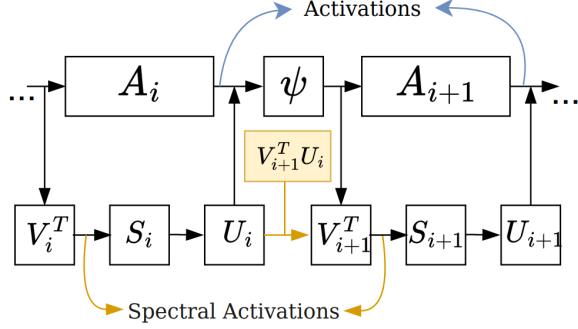 Activations
... A_i ψ A_{i+1} ...
V_{i+1}^T U_i
V_i^T S_i U_i V_{i+1}^T S_{i+1} U_{i+1}
Spectral Activations